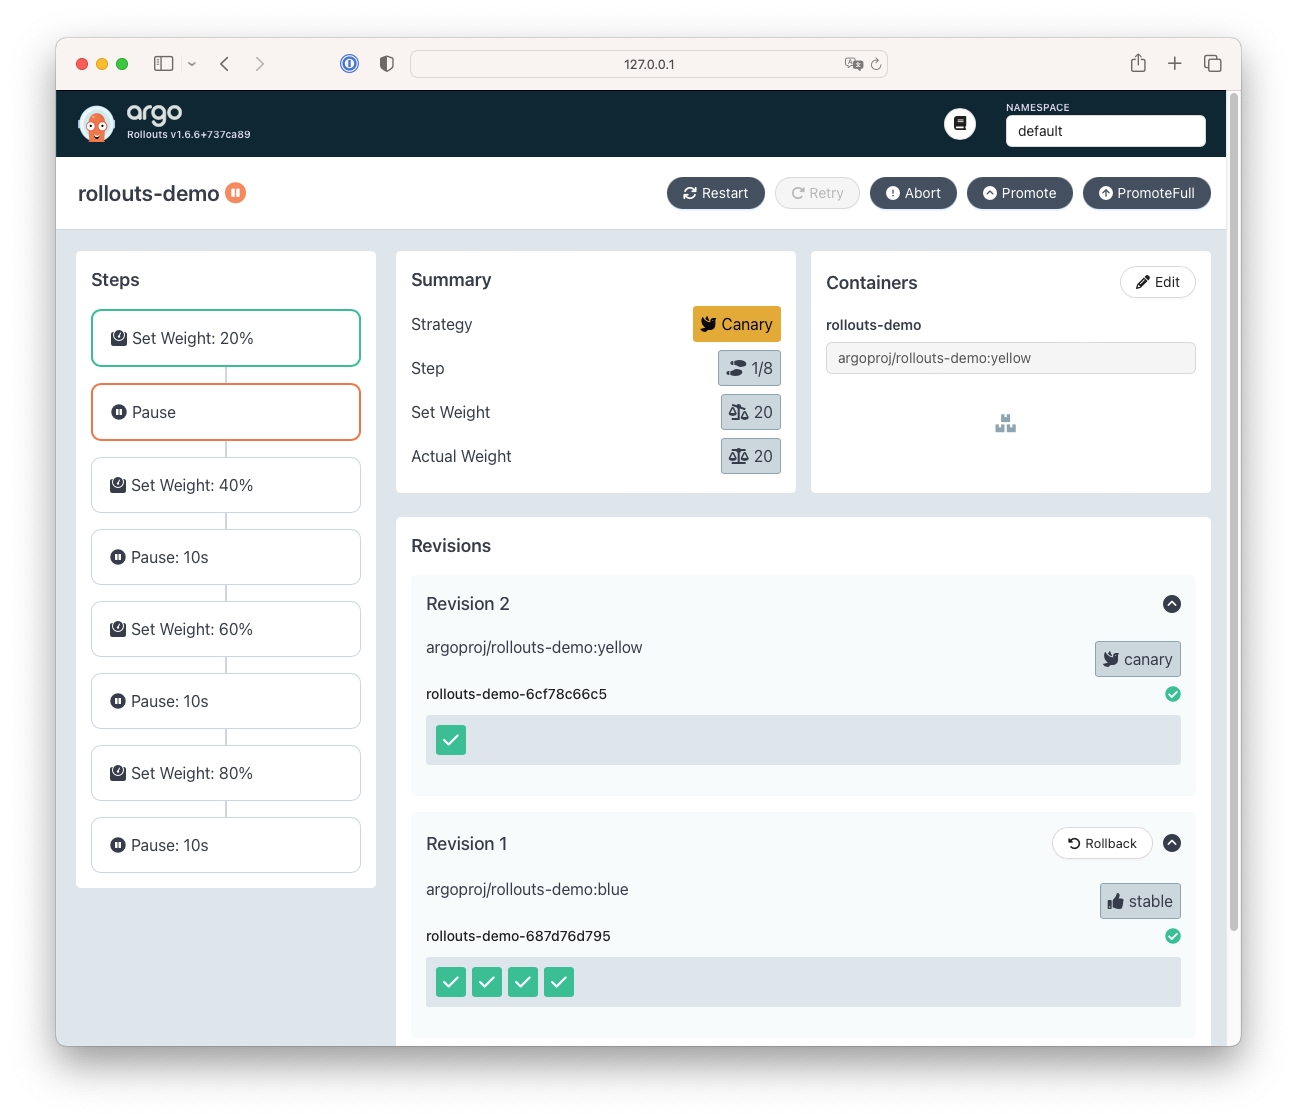 127.0.0.1
argo
Rollouts v1.6.6+737ca89
NAMESPACE
default
rollouts-demo
Restart
Retry
Abort
Promote
PromoteFull
Steps
Set Weight: 20%
Pause
Set Weight: 40%
Pause: 10s
Set Weight: 60%
Pause: 10s
Set Weight: 80%
Pause: 10s
Summary
Strategy
Canary
Step
1/8
Set Weight
20
Actual Weight
20
Containers
Edit
rollouts-demo
argoproj/rollouts-demo:yellow
Revisions
Revision 2
argoproj/rollouts-demo:yellow
canary
rollouts-demo-6cf78c66c5
Revision 1
Rollback
argoproj/rollouts-demo:blue
stable
rollouts-demo-687d76d795